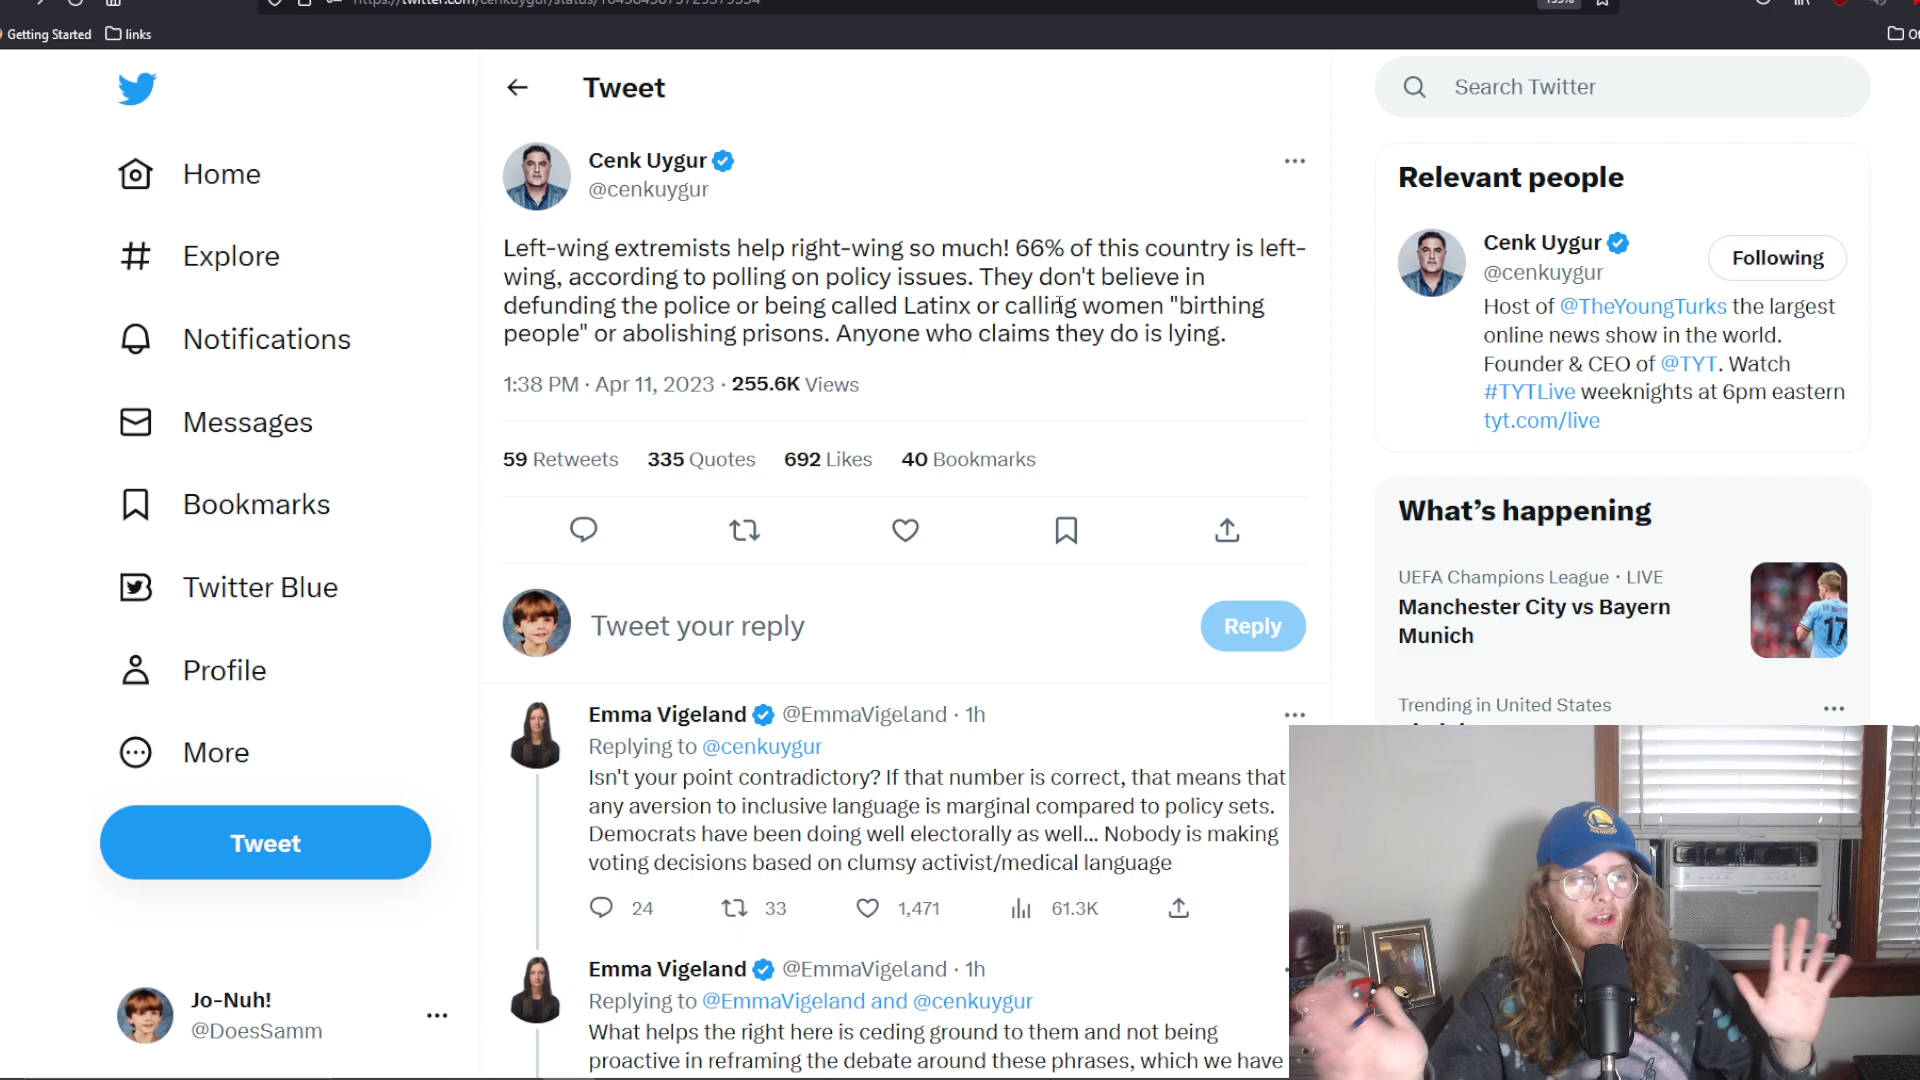 Getting Started links
Tweet
Search Twitter
Home
Explore
Notifications
Messages
Bookmarks
Twitter Blue
Profile
More
Tweet
Jo-Nuh!
@DoesSamm
Cenk Uygur
@cenkuygur
Left-wing extremists help right-wing so much! 66% of this country is left-
wing, according to polling on policy issues. They don't believe in
defunding the police or being called Latinx or calling women "birthing
people" or abolishing prisons. Anyone who claims they do is lying.
1:38 PM · Apr 11, 2023 · 255.6K Views
59 Retweets 335 Quotes 692 Likes 40 Bookmarks
Tweet your reply
Reply
Emma Vigeland @EmmaVigeland · 1h
Replying to @cenkuygur
Isn't your point contradictory? If that number is correct, that means that
any aversion to inclusive language is marginal compared to policy sets.
Democrats have been doing well electorally as well... Nobody is making
voting decisions based on clumsy activist/medical language
24 33 1,471 61.3K
Emma Vigeland @EmmaVigeland · 1h
Replying to @EmmaVigeland and @cenkuygur
What helps the right here is ceding ground to them and not being
proactive in reframing the debate around these phrases, which we have
Relevant people
Cenk Uygur
@cenkuygur
Following
Host of @TheYoungTurks the largest
online news show in the world.
Founder & CEO of @TYT. Watch
#TYTLive weeknights at 6pm eastern
tyt.com/live
What's happening
UEFA Champions League · LIVE
Manchester City vs Bayern
Munich
17
Trending in United States